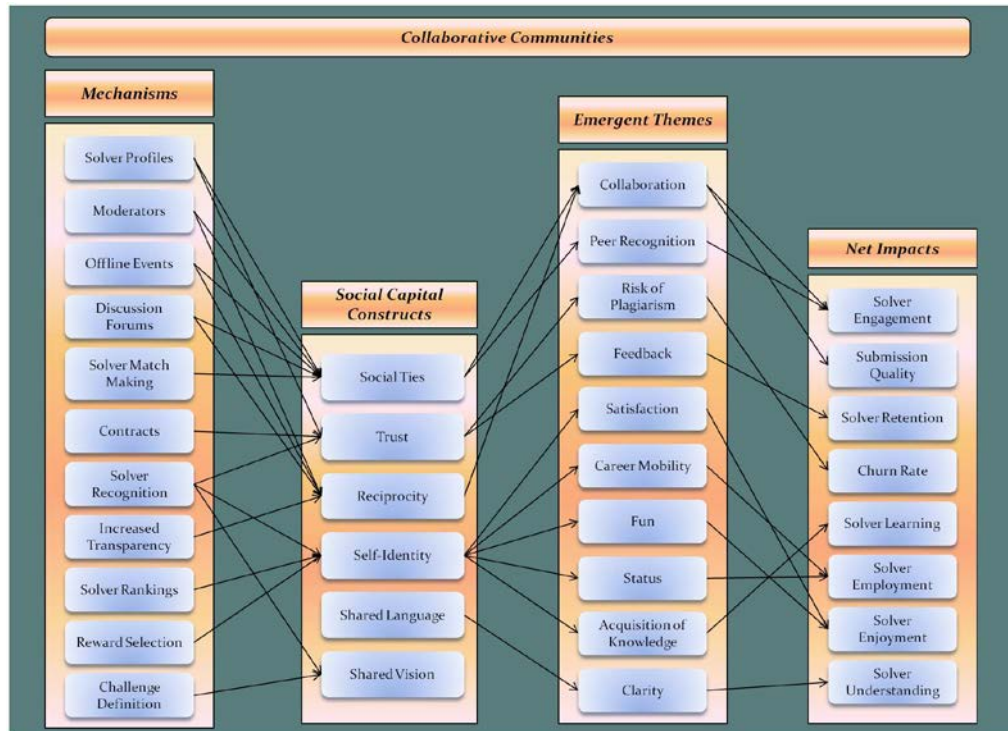 Collaborative Communities
Mechanisms
Solver Profiles
Moderators
Offline Events
Discussion
Forums
Solver Match
Making
Contracts
Solver
Recognition
Increased
Transparency
Solver Rankings
Reward Selection
Challenge
Definition
Social Capital
Constructs
Social Ties
Trust
Reciprocity
Self-Identity
Shared Language
Shared Vision
Emergent Themes
Collaboration
Peer Recognition
Risk of
Plagiarism
Feedback
Satisfaction
Career Mobility
Fun
Status
Acquisition of
Knowledge
Clarity
Net Impacts
Solver
Engagement
Submission
Quality
Solver Retention
Churn Rate
Solver Learning
Solver
Employment
Solver
Enjoyment
Solver
Understanding